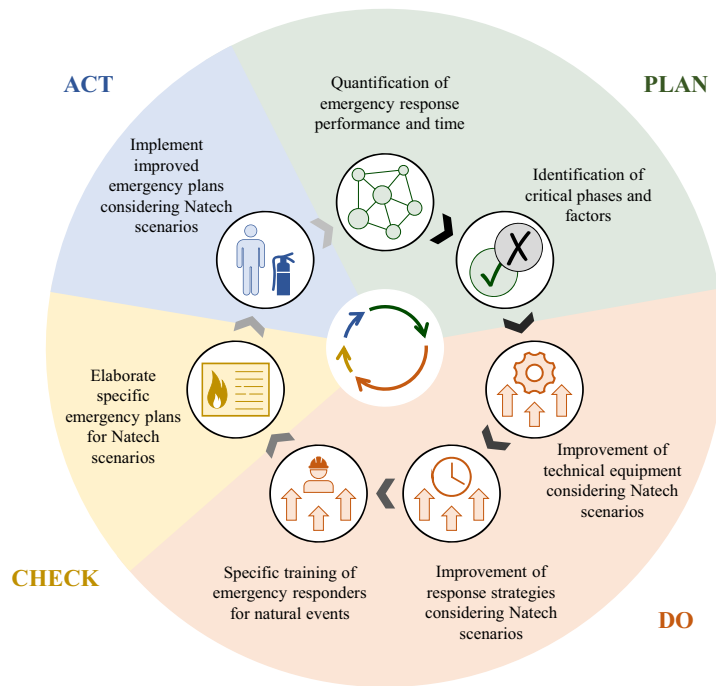 ACT
PLAN
Quantification of
emergency response
performance and time
Identification of
critical phases and
factors
Improvement of
technical equipment
considering Natech
scenarios
DO
Improvement of
response strategies
considering Natech
scenarios
Specific training of
emergency responders
for natural events
CHECK
Elaborate
specific
emergency plans
for Natech
scenarios
Implement
improved
emergency plans
considering Natech
scenarios